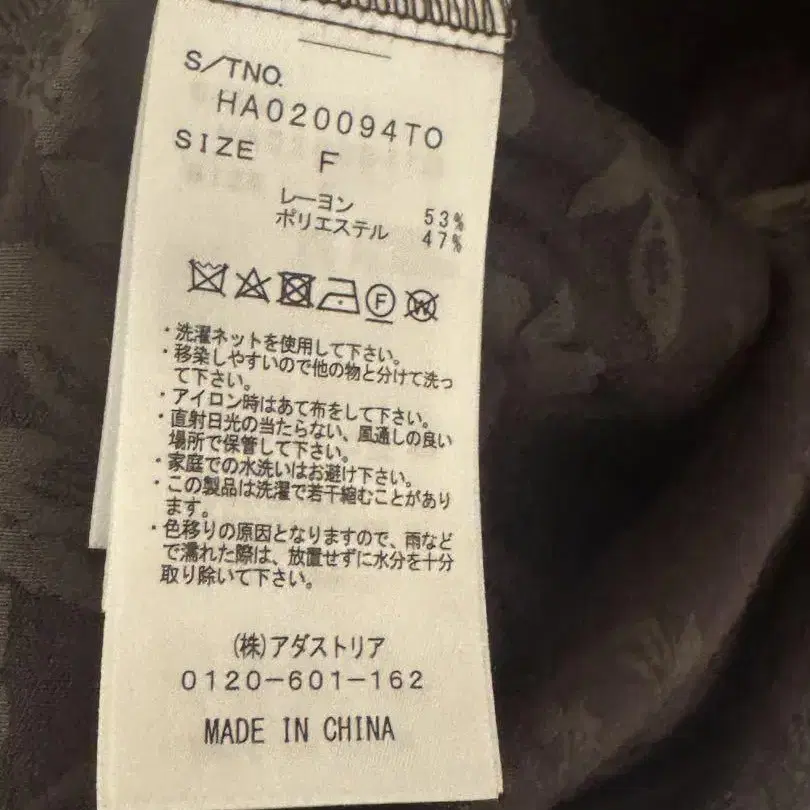 S/TNO.
HA020094TO
SIZE F
レーヨン 53%
ポリエステル 47%
F
W
・洗濯ネットを使用して下さい。
・移染しやすいので他の物と分けて洗っ
て下さい。
・アイロン時はあて布をして下さい。
・直射日光の当たらない、風通しの良い
場所で保管して下さい。
・家庭での水洗いはお避け下さい。
・この製品は洗濯で若干縮むことがあり
ます。
・色移りの原因となりますので、雨など
で濡れた際は、放置せずに水分を十分
取り除いて下さい。
(株)アダストリア
0120-601-162
MADE IN CHINA